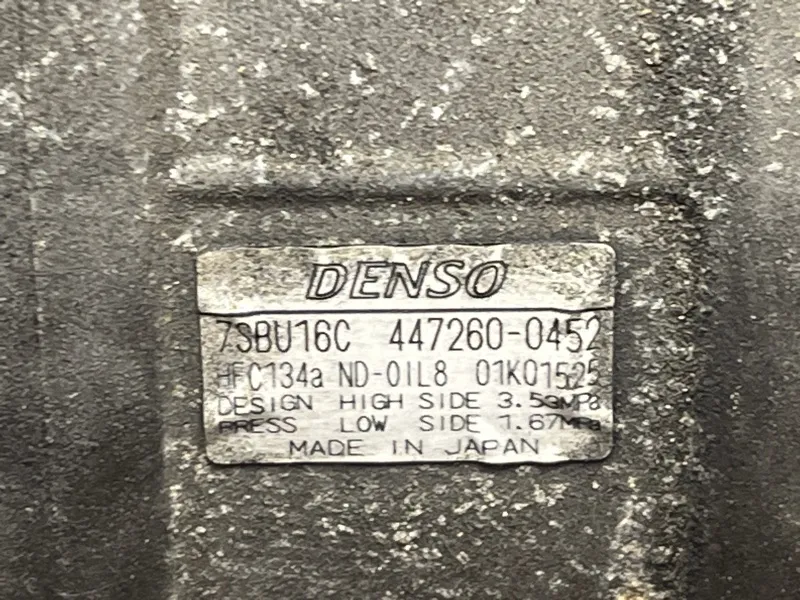 DENSO
7SBU16C 447260-0452
HFC134a ND-OIL8 01K01525
DESIGN HIGH SIDE 3.53MPa
PRESS LOW SIDE 1.67MPa
MADE IN JAPAN